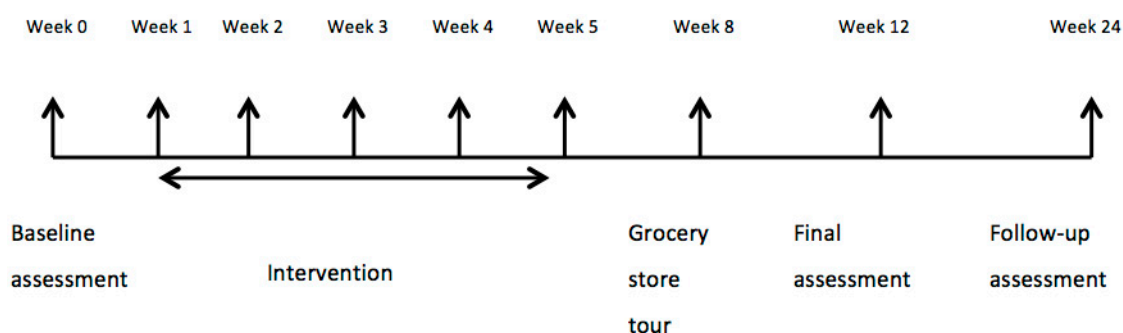 Week 0 Week 1 Week 2 Week 3 Week 4 Week 5 Week 8 Week 12 Week 24
Baseline
assessment
Intervention
Grocery
store
tour
Final
assessment
Follow-up
assessment